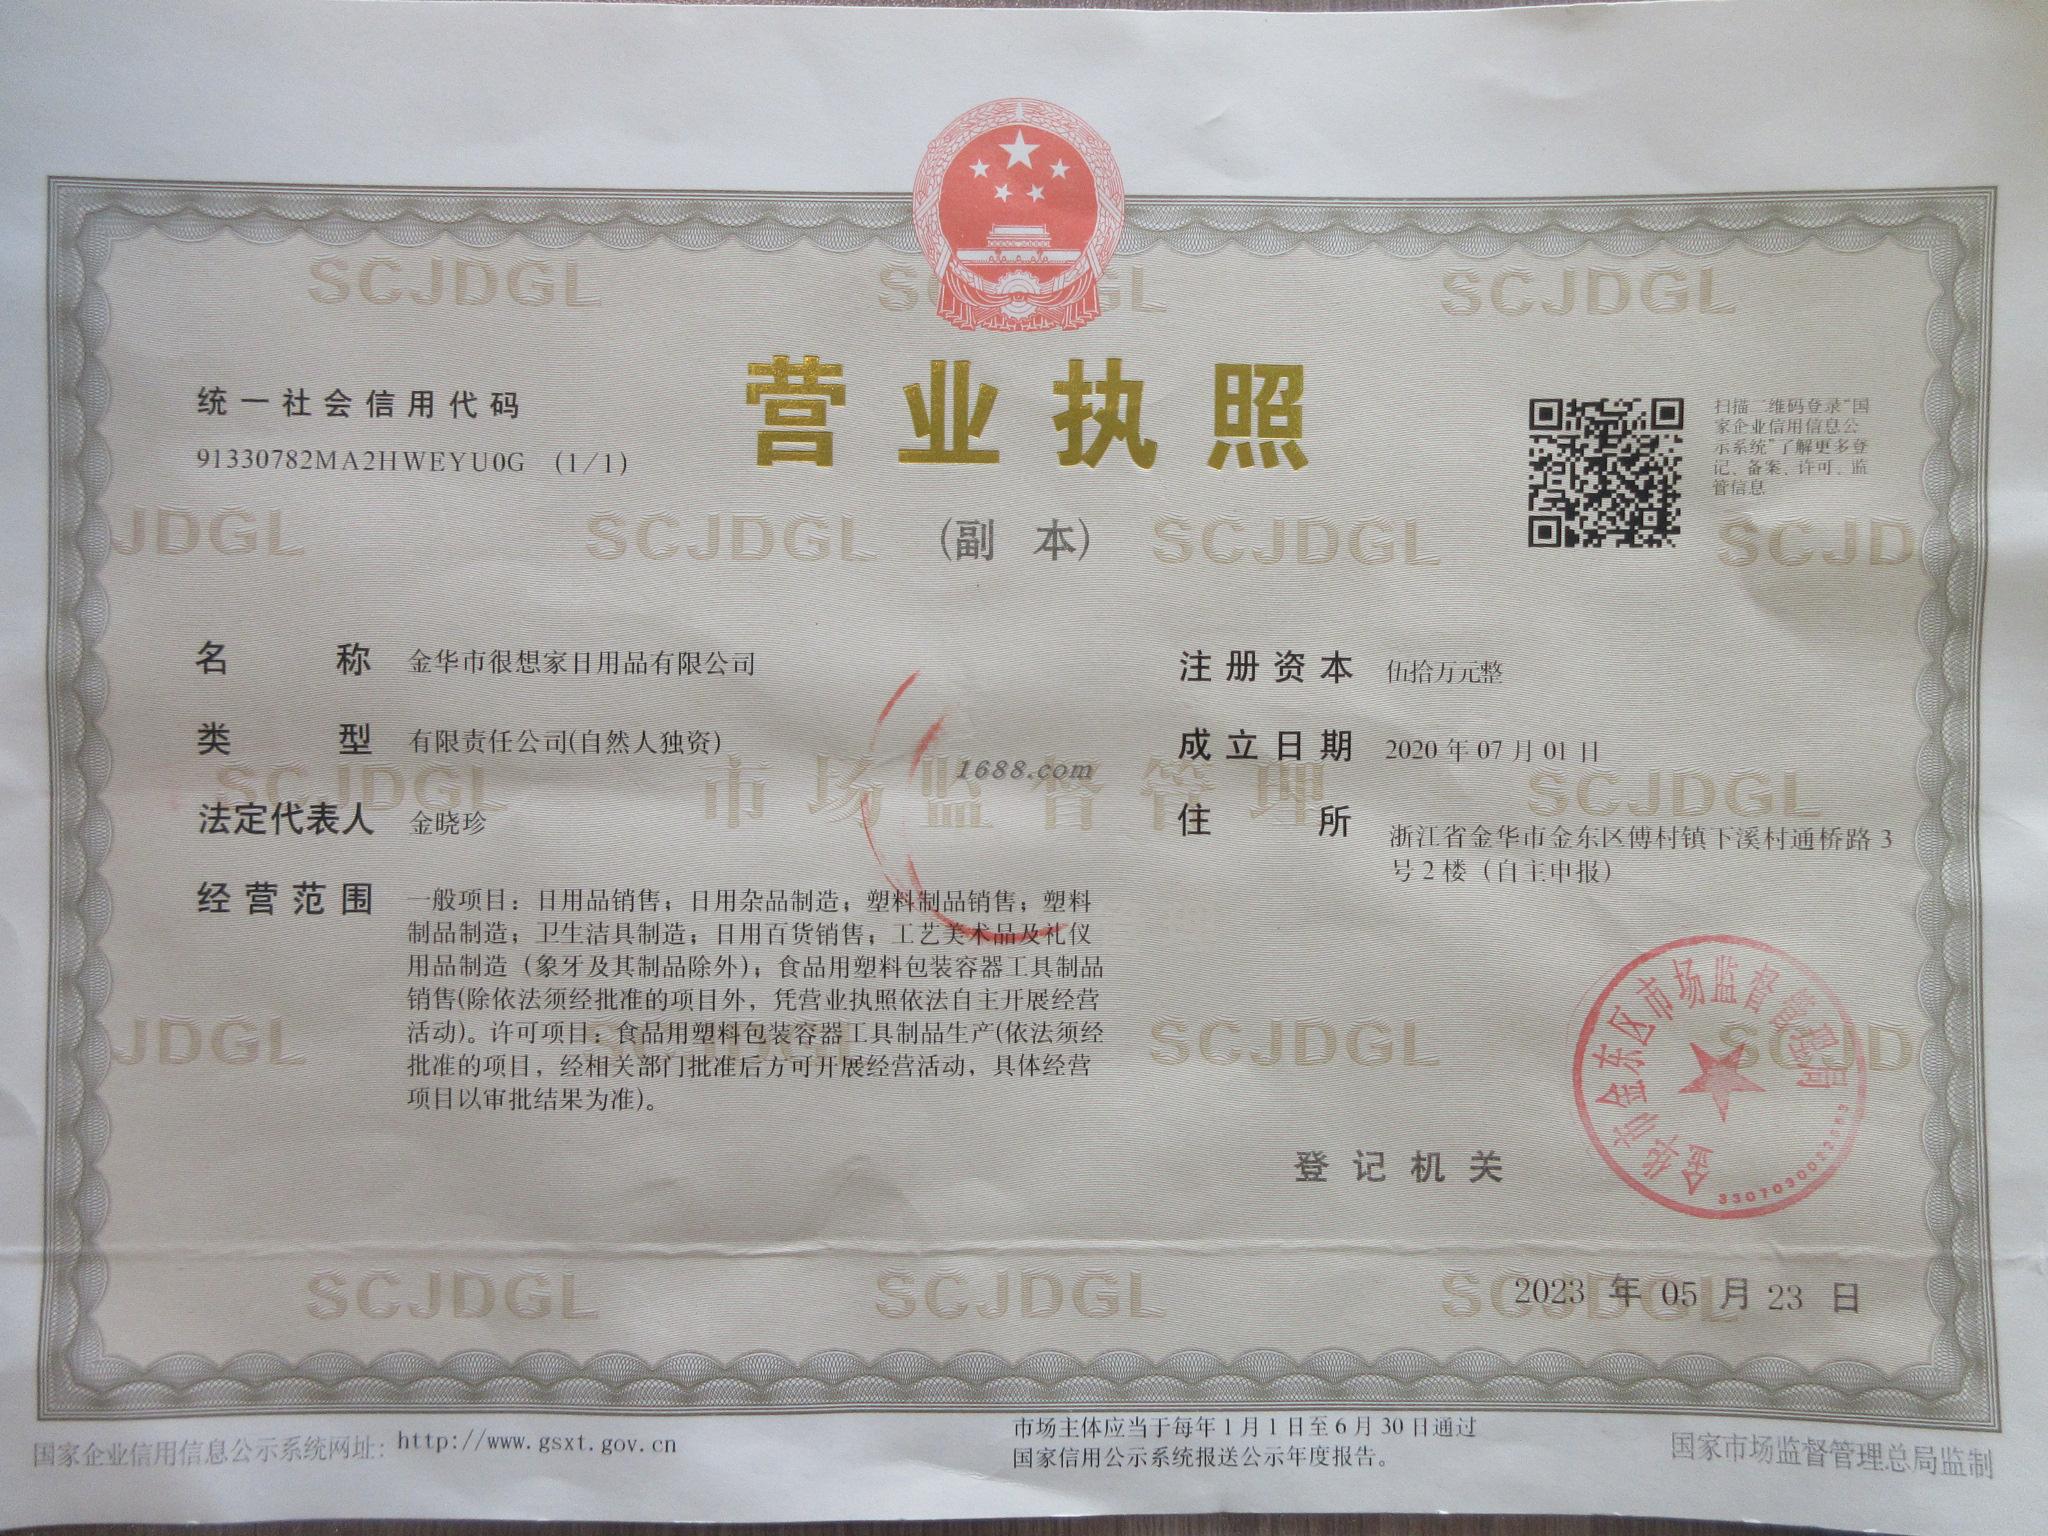 营业执照
(副 本)
统一社会信用代码
91330782MA2HWEYU0G (1/1)
扫描二维码登录“国
家企业信用信息公
示系统”了解更多登
记、备案、许可、监
管信息
名 称 金华市很想家日用品有限公司
类 型 有限责任公司(自然人独资)
法定代表人 金晓珍
经营范围 一般项目：日用品销售；日用杂品制造；塑料制品销售；塑料
制品制造；卫生洁具制造；日用百货销售；工艺美术品及礼仪
用品制造（象牙及其制品除外）；食品用塑料包装容器工具制品
销售(除依法须经批准的项目外，凭营业执照依法自主开展经营
活动)。许可项目：食品用塑料包装容器工具制品生产(依法须经
批准的项目，经相关部门批准后方可开展经营活动，具体经营
项目以审批结果为准)。
注册资本 伍拾万元整
成立日期 2020 年 07 月 01 日
住 所 浙江省金华市金东区傅村镇下溪村通桥路 3
号 2 楼（自主申报）
市场监督管理
1688.com
SCJDGL
登记机关
金华市金东区市场监督管理局
2023 年 05 月 23 日
国家企业信用信息公示系统网址: http://www.gsxt.gov.cn
市场主体应当于每年 1 月 1 日至 6 月 30 日通过
国家信用公示系统报送公示年度报告。
国家市场监督管理总局监制